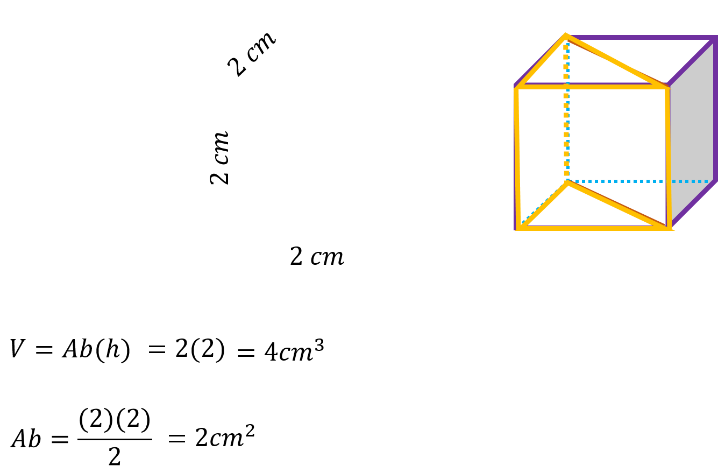 2 cm
2 cm
2 cm
V = Ab(h) = 2(2) = 4cm³
Ab = (2)(2)/2 = 2cm²